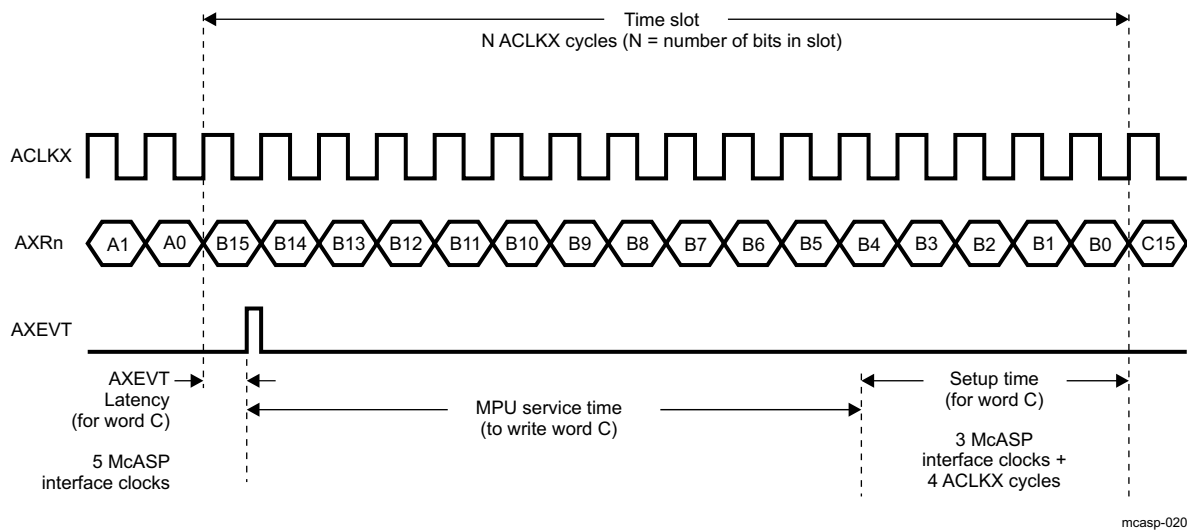 Time slot
N ACLKX cycles (N = number of bits in slot)
ACLKX
AXRn
A1 A0 B15 B14 B13 B12 B11 B10 B9 B8 B7 B6 B5 B4 B3 B2 B1 B0 C15
AXEVT
AXEVT
Latency
(for word C)
5 McASP
interface clocks
MPU service time
(to write word C)
Setup time
(for word C)
3 McASP
interface clocks +
4 ACLKX cycles
mcasp-020